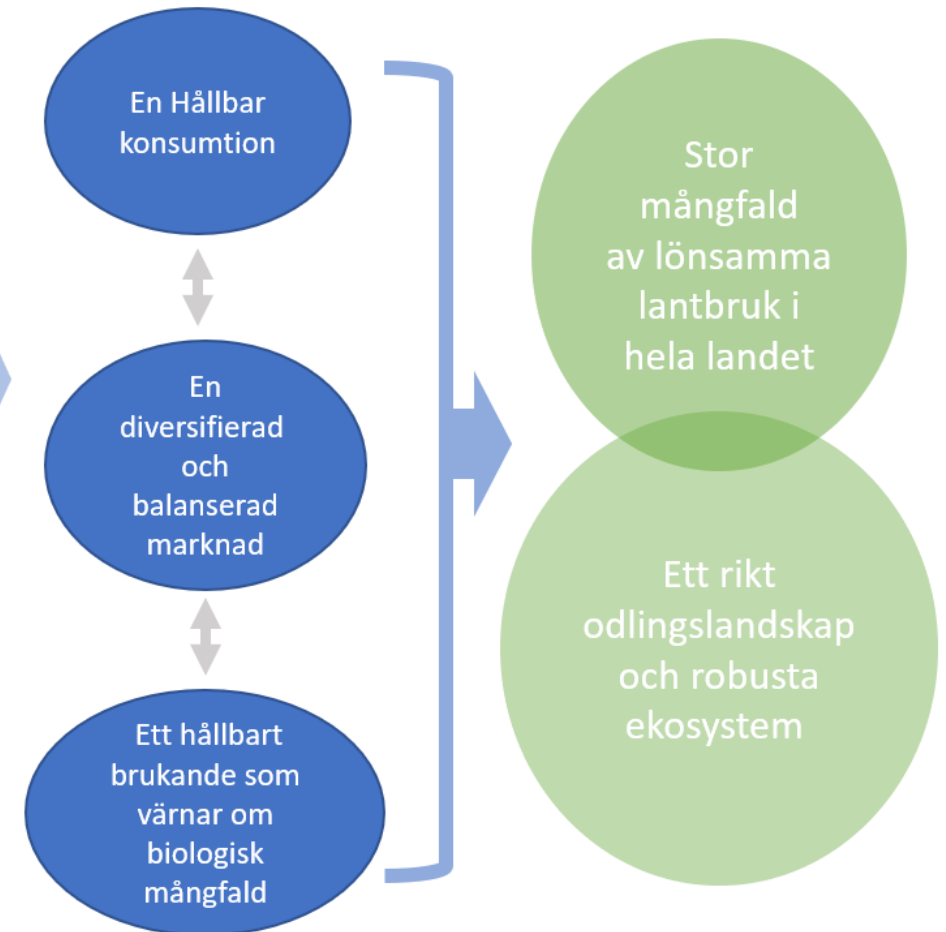 En Hållbar
konsumtion
En
diversifierad
och
balanserad
marknad
Ett hållbart
brukande som
värnar om
biologisk
mångfald
Stor
mångfald
av lönsamma
lantbruk i
hela landet
Ett rikt
odlingslandskap
och robusta
ekosystem